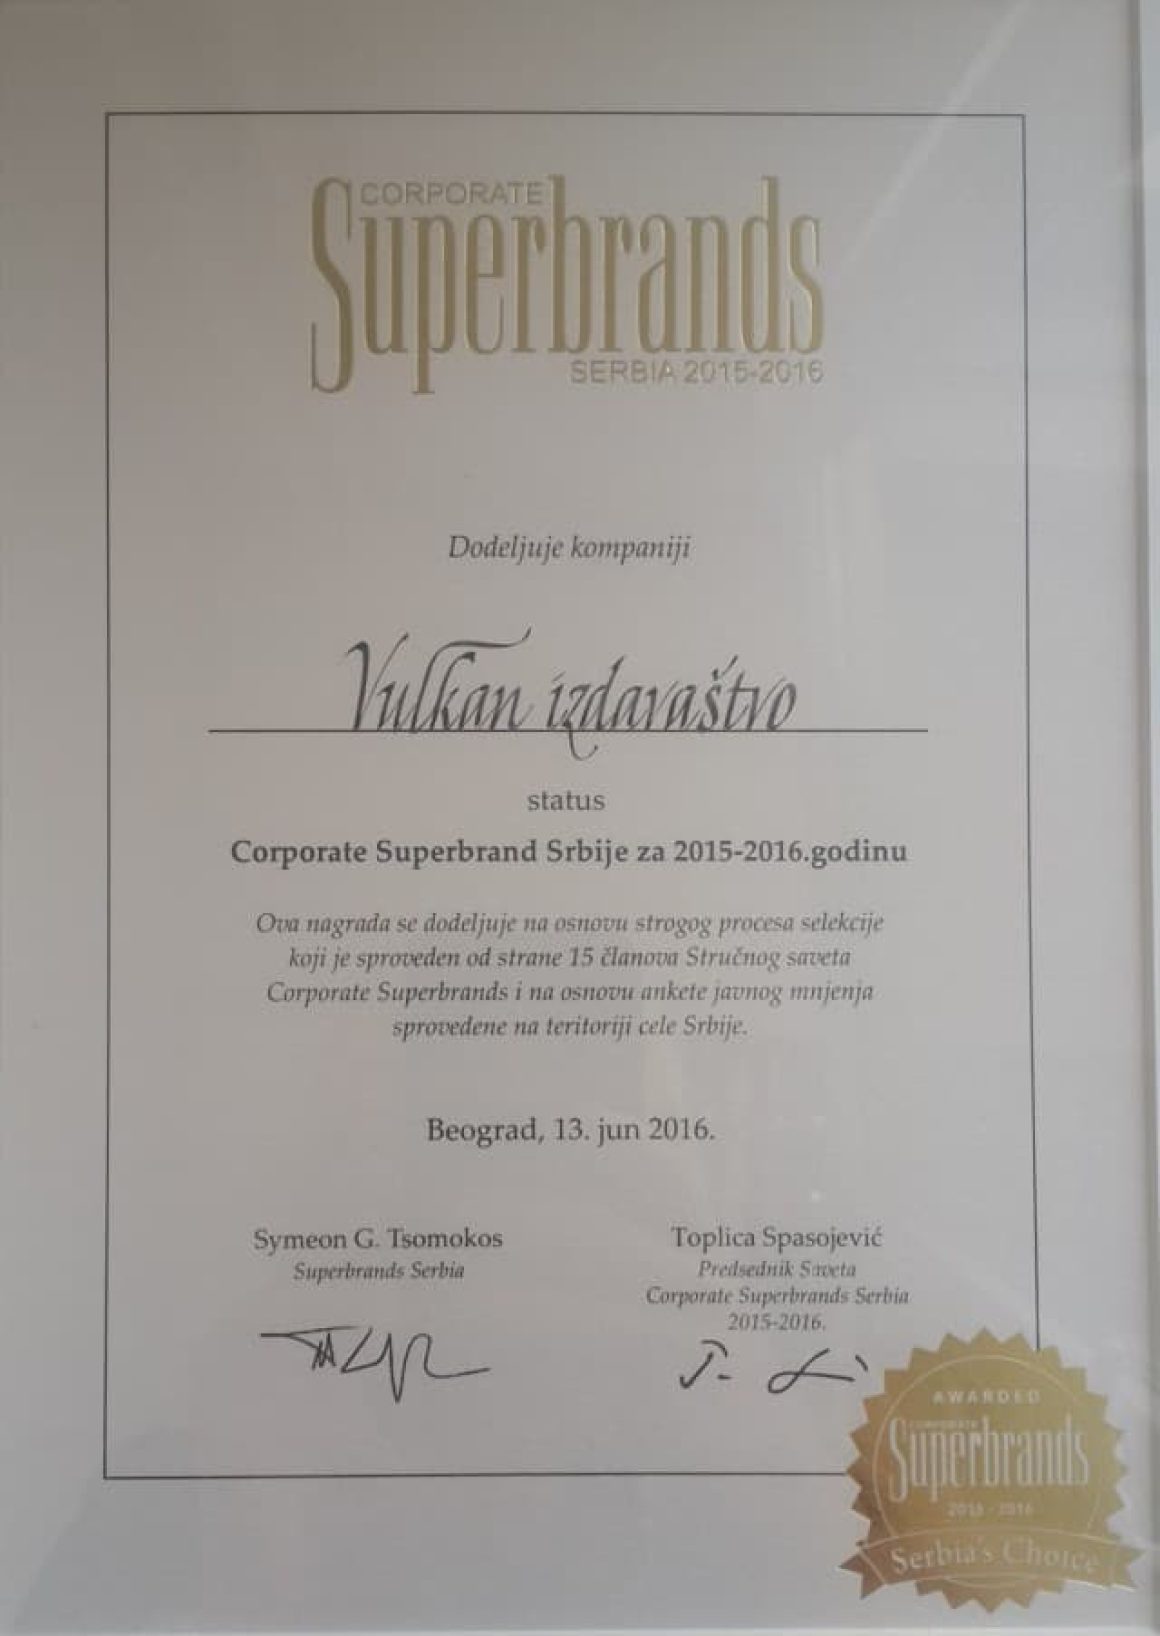 CORPORATE
Superbrands
SERBIA 2015-2016
Dodeljuje kompaniji
Vulkan izdavaštvo
status
Corporate Superbrand Srbije za 2015-2016.godinu
Ova nagrada se dodeljuje na osnovu strogog procesa selekcije
koji je sproveden od strane 15 članova Stručnog saveta
Corporate Superbrands i na osnovu ankete javnog mnjenja
sprovedene na teritoriji cele Srbije.
Beograd, 13. jun 2016.
Symeon G. Tsomokos
Superbrands Serbia
Toplica Spasojević
Predsednik Saveta
Corporate Superbrands Serbia
2015-2016.
AWARDED
CORPORATE
Superbrands
2015 - 2016
Serbia's Choice